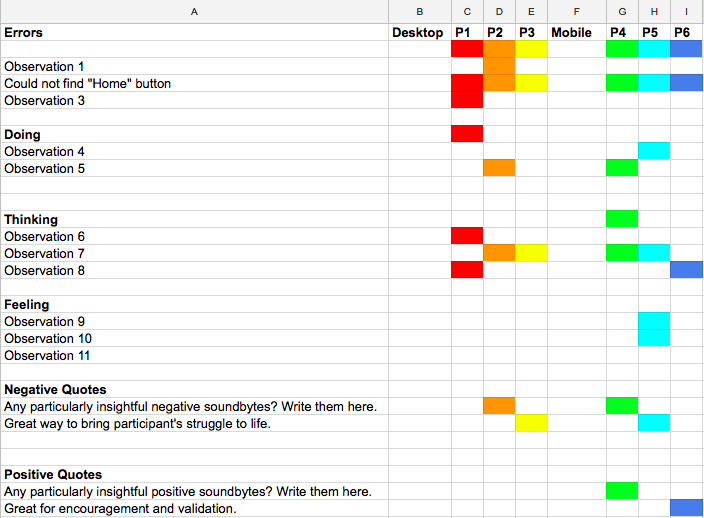 A B C D E F G H I
Errors Desktop P1 P2 P3 Mobile P4 P5 P6
Observation 1
Could not find "Home" button
Observation 3
Doing
Observation 4
Observation 5
Thinking
Observation 6
Observation 7
Observation 8
Feeling
Observation 9
Observation 10
Observation 11
Negative Quotes
Any particularly insightful negative soundbytes? Write them here.
Great way to bring participant's struggle to life.
Positive Quotes
Any particularly insightful positive soundbytes? Write them here.
Great for encouragement and validation.